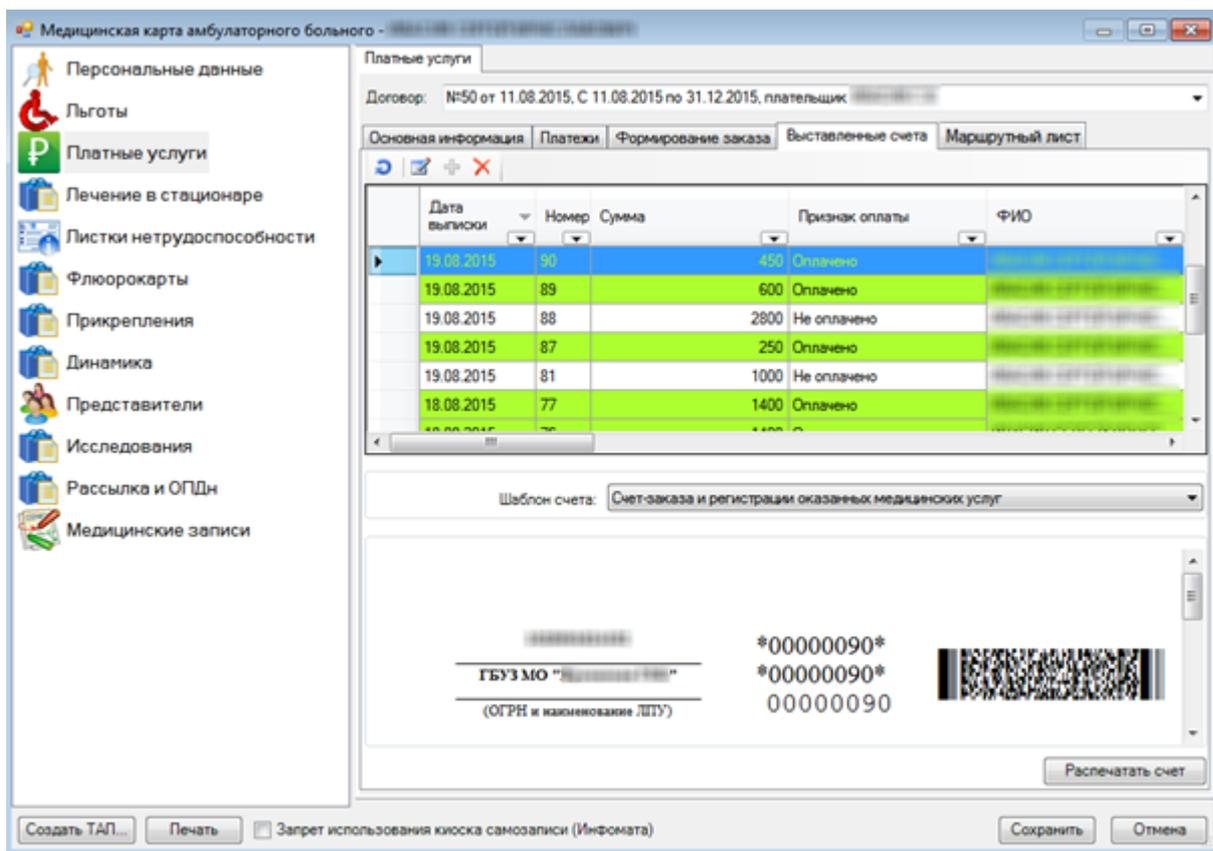 Медицинская карта амбулаторного больного -
Персональные данные
Льготы
Платные услуги
Лечение в стационаре
Листки нетрудоспособности
Флюорокарты
Прикрепления
Динамика
Представители
Исследования
Рассылка и ОПДн
Медицинские записи
Платные услуги
Договор: №50 от 11.08.2015, С 11.08.2015 по 31.12.2015, плательщик
Основная информация Платежи Формирование заказа Выставленные счета Маршрутный лист
Дата выписки Номер Сумма Признак оплаты ФИО
19.08.2015 90 450 Оплачено
19.08.2015 89 600 Оплачено
19.08.2015 88 2800 Не оплачено
19.08.2015 87 250 Оплачено
19.08.2015 81 1000 Не оплачено
18.08.2015 77 1400 Оплачено
Шаблон счета: Счет-заказа и регистрации оказанных медицинских услуг
*00000090*
ГБУЗ МО " " *00000090*
(ОГРН и наименование ЛПУ) 00000090
Распечатать счет
Создать ТАП... Печать Запрет использования киоска самозаписи (Инфомата) Сохранить Отмена